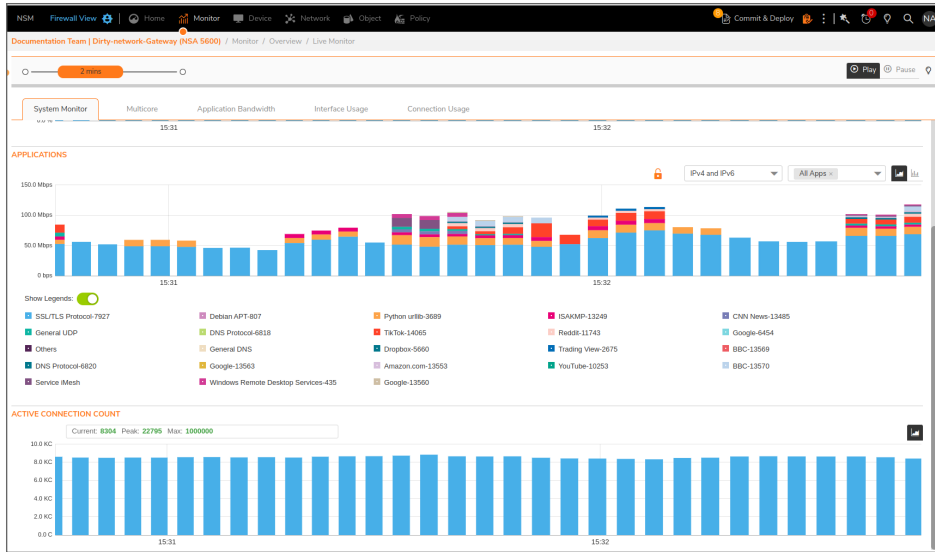 NSM Firewall View Home Monitor Device Network Object Policy Commit & Deploy 0 NA
Documentation Team | Dirty-network-Gateway (NSA 5600) / Monitor / Overview / Live Monitor
2 mins Play Pause
System Monitor Multicore Application Bandwidth Interface Usage Connection Usage
0.0 %
15:31 15:32
APPLICATIONS
IPv4 and IPv6 All Apps ×
150.0 Mbps
100.0 Mbps
50.0 Mbps
0 bps
15:31 15:32
Show Legends:
SSL/TLS Protocol-7927 Debian APT-807 Python urllib-3689 ISAKMP-13249 CNN News-13485
General UDP DNS Protocol-6818 TikTok-14065 Reddit-11743 Google-6454
Others General DNS Dropbox-5660 Trading View-2675 BBC-13569
DNS Protocol-6820 Google-13563 Amazon.com-13553 YouTube-10253 BBC-13570
Service iMesh Windows Remote Desktop Services-435 Google-13560
ACTIVE CONNECTION COUNT
Current: 8304 Peak: 22795 Max: 1000000
10.0 KC
8.0 KC
6.0 KC
4.0 KC
2.0 KC
0.0 C
15:31 15:32